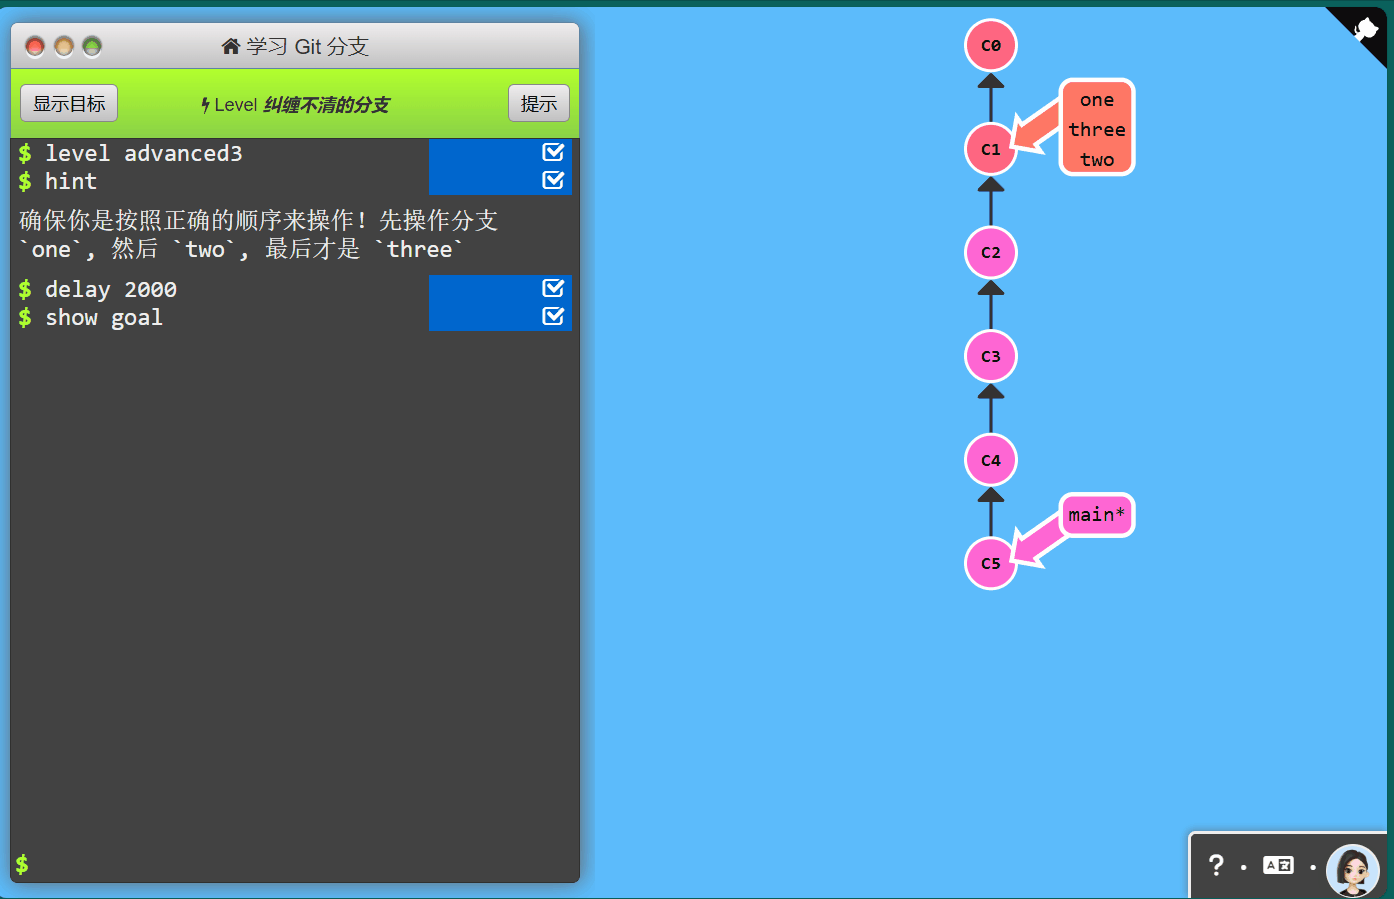 学习 Git 分支
显示目标
Level 纠缠不清的分支
提示
$ level advanced3
$ hint
确保你是按照正确的顺序来操作！先操作分支
`one`, 然后 `two`, 最后才是 `three`
$ delay 2000
$ show goal
$
C0
one
three
two
C1
C2
C3
C4
main*
C5
?
A